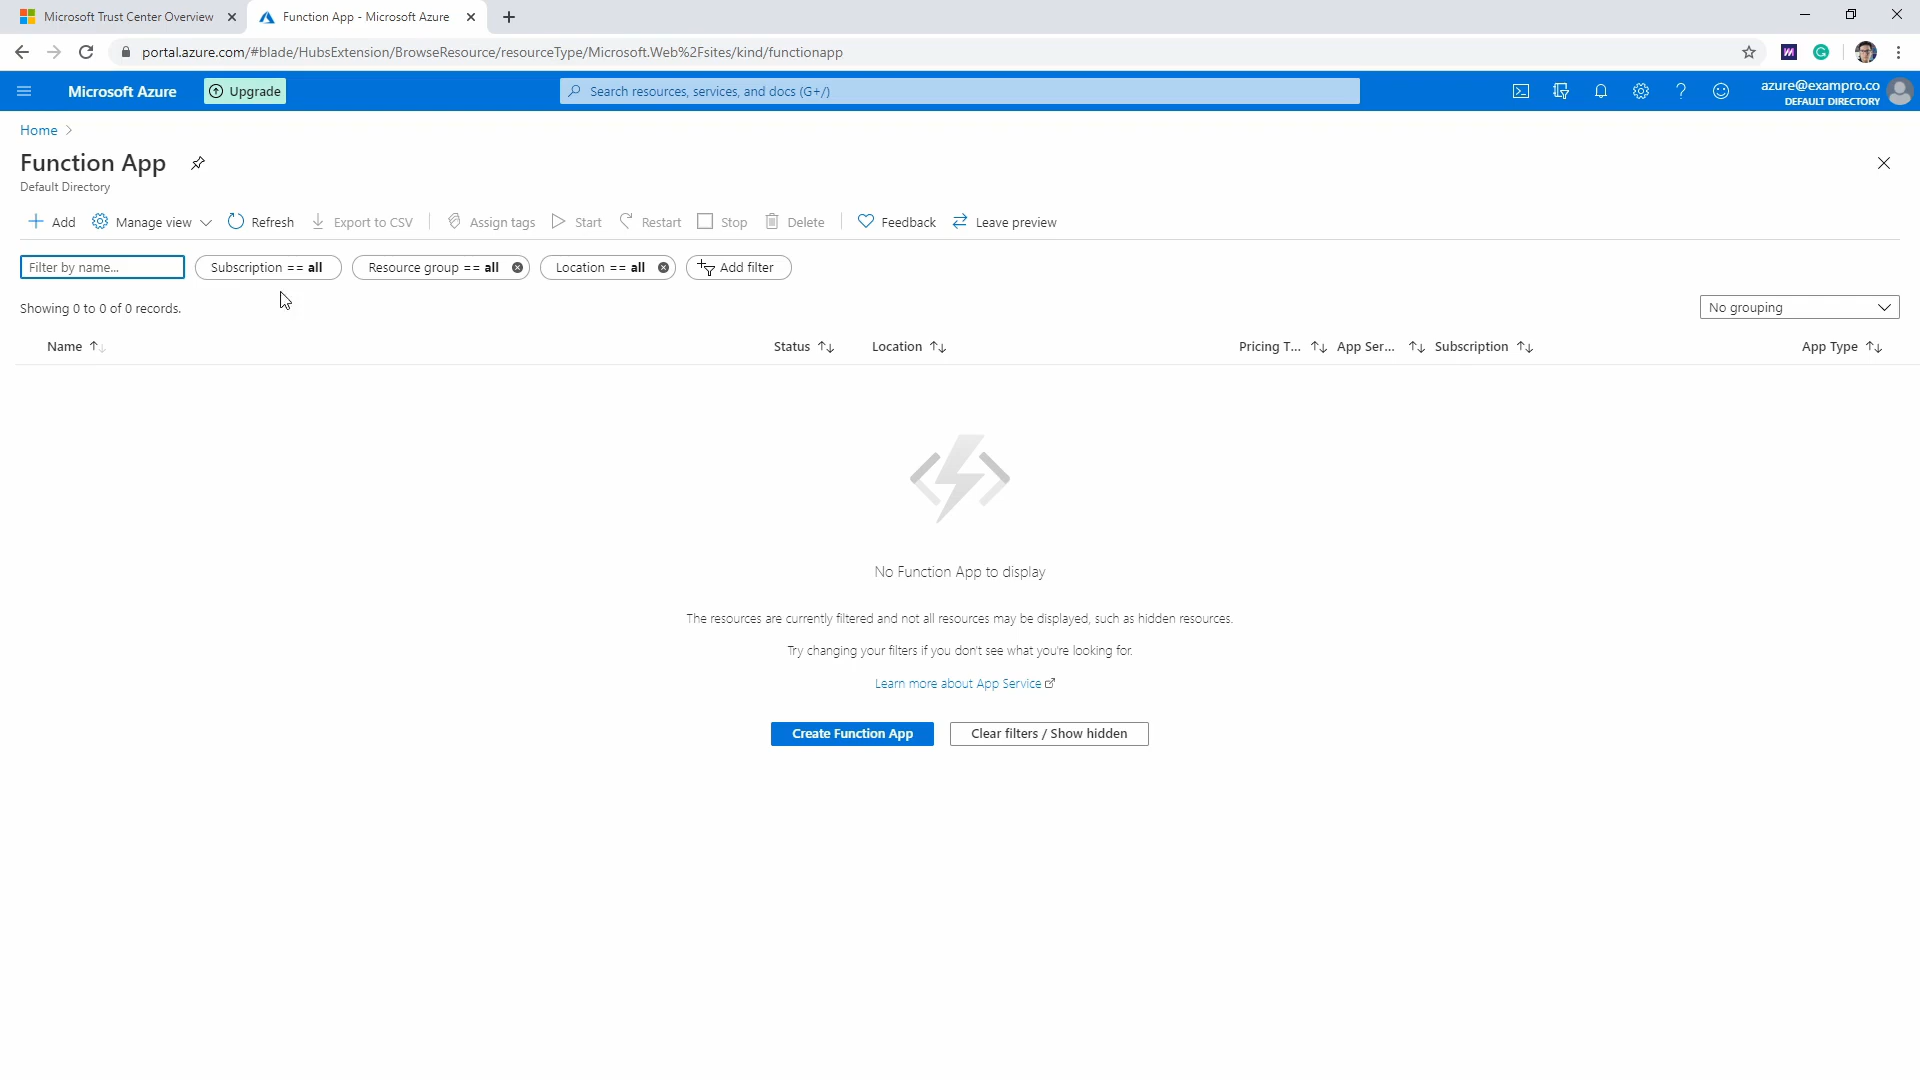 Microsoft Trust Center Overview
Function App - Microsoft Azure
portal.azure.com/#blade/HubsExtension/BrowseResource/resourceType/Microsoft.Web%2Fsites/kind/functionapp
Microsoft Azure
Upgrade
Search resources, services, and docs (G+/)
azure@exampro.co
DEFAULT DIRECTORY
Home
Function App
Default Directory
Add
Manage view
Refresh
Export to CSV
Assign tags
Start
Restart
Stop
Delete
Feedback
Leave preview
Filter by name...
Subscription == all
Resource group == all
Location == all
Add filter
Showing 0 to 0 of 0 records.
No grouping
Name
Status
Location
Pricing T...
App Ser...
Subscription
App Type
No Function App to display
The resources are currently filtered and not all resources may be displayed, such as hidden resources.
Try changing your filters if you don't see what you're looking for.
Learn more about App Service
Create Function App
Clear filters / Show hidden